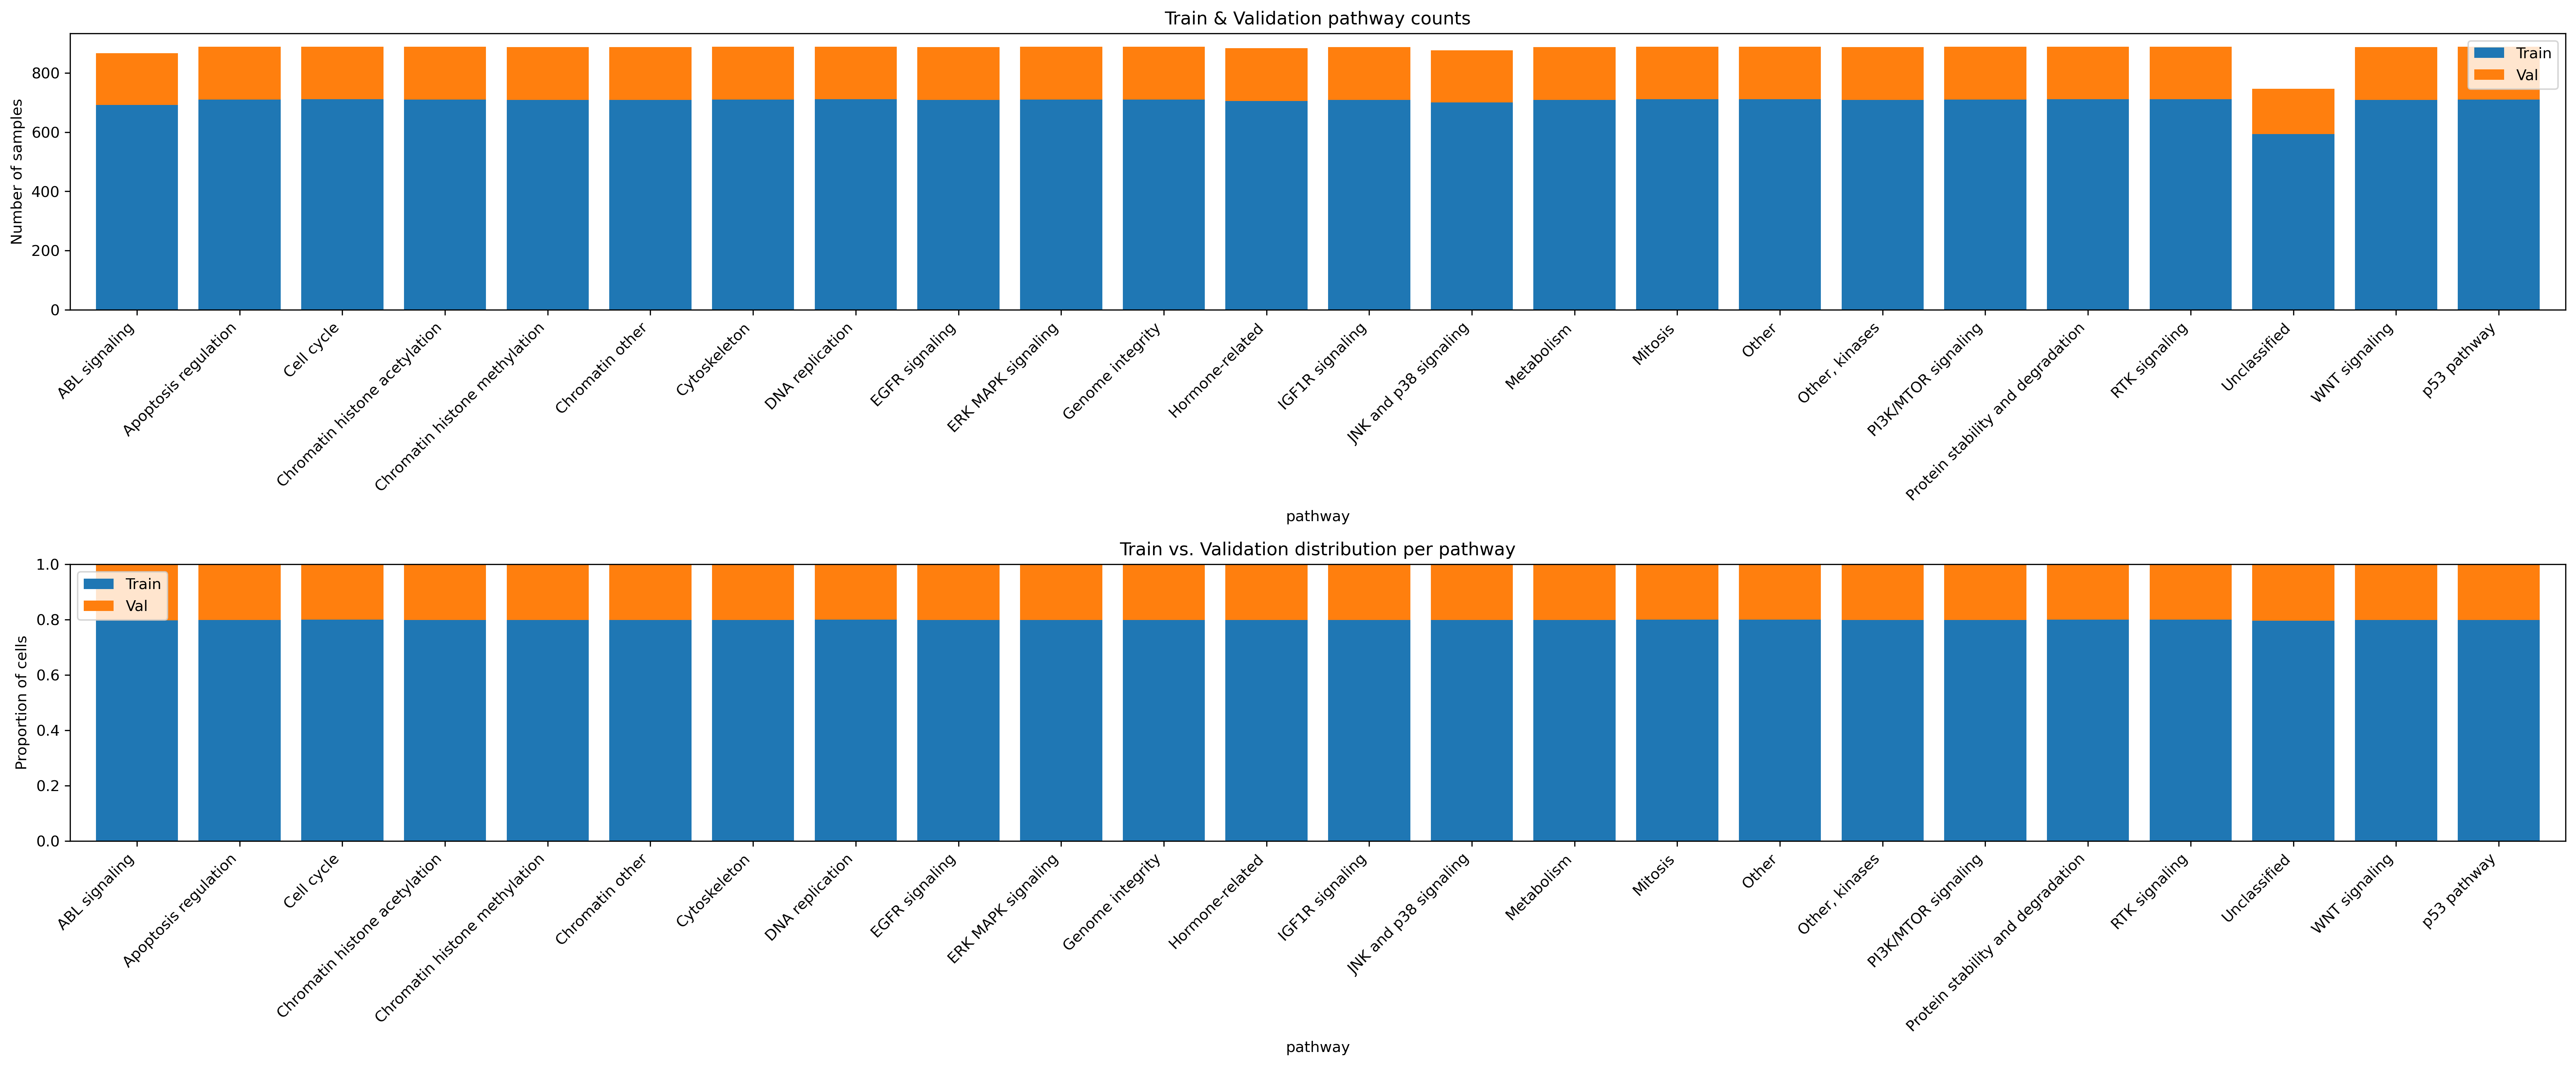 Train & Validation pathway counts
Number of samples
800
600
400
200
0
Train
Val
ABL signaling
Apoptosis regulation
Cell cycle
Chromatin histone acetylation
Chromatin histone methylation
Chromatin other
Cytoskeleton
DNA replication
EGFR signaling
ERK MAPK signaling
Genome integrity
Hormone-related
IGF1R signaling
JNK and p38 signaling
Metabolism
Mitosis
Other
Other, kinases
PI3K/MTOR signaling
Protein stability and degradation
RTK signaling
Unclassified
WNT signaling
p53 pathway
pathway
Train vs. Validation distribution per pathway
Proportion of cells
1.0
0.8
0.6
0.4
0.2
0.0
Train
Val
ABL signaling
Apoptosis regulation
Cell cycle
Chromatin histone acetylation
Chromatin histone methylation
Chromatin other
Cytoskeleton
DNA replication
EGFR signaling
ERK MAPK signaling
Genome integrity
Hormone-related
IGF1R signaling
JNK and p38 signaling
Metabolism
Mitosis
Other
Other, kinases
PI3K/MTOR signaling
Protein stability and degradation
RTK signaling
Unclassified
WNT signaling
p53 pathway
pathway